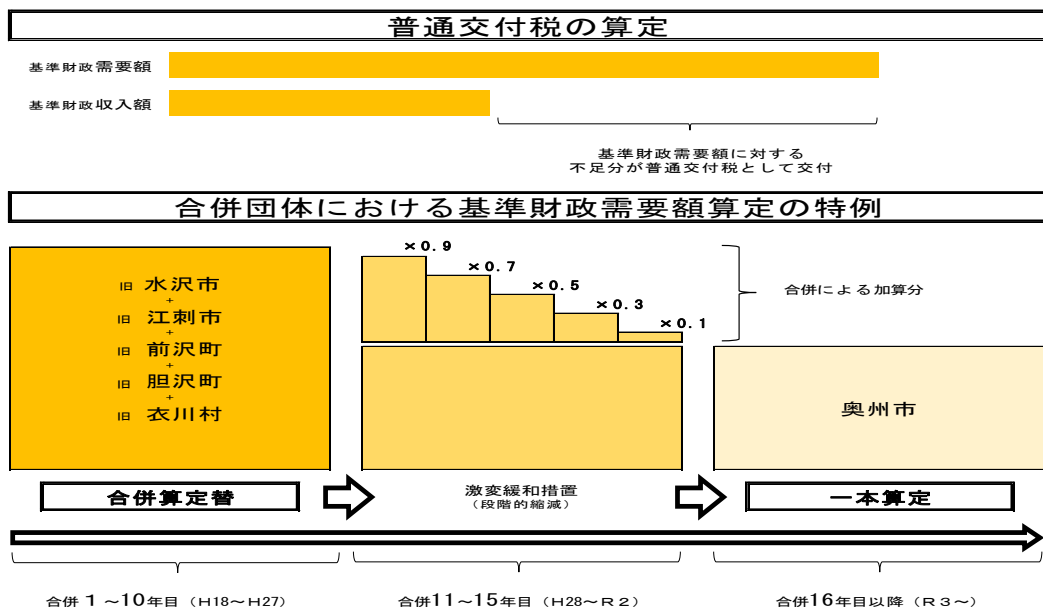 普通交付税の算定
基準財政需要額
基準財政収入額
基準財政需要額に対する
不足分が普通交付税として交付
合併団体における基準財政需要額算定の特例
旧 水沢市
+
旧 江刺市
+
旧 前沢町
+
旧 胆沢町
+
旧 衣川村
×0.9
×0.7
×0.5
×0.3
×0.1
合併による加算分
奥州市
合併算定替
激変緩和措置
(段階的縮減)
一本算定
合併1~10年目(H18~H27)
合併11~15年目(H28~R2)
合併16年目以降(R3~)